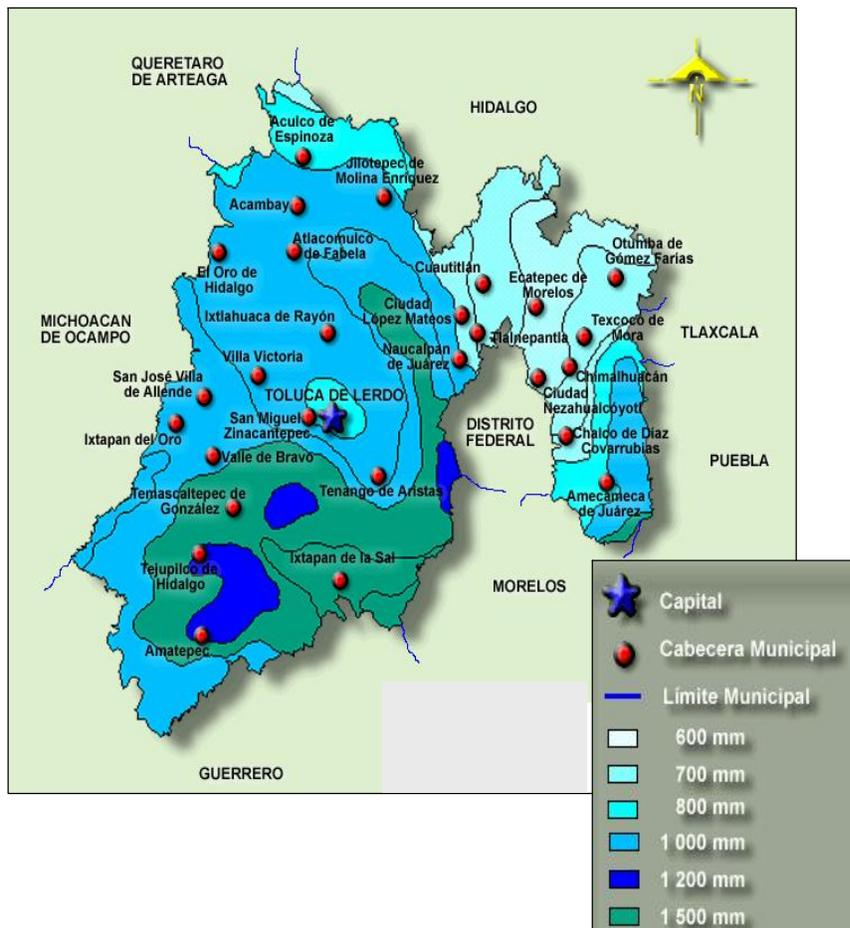 QUERETARO
DE ARTEAGA
HIDALGO
N
Aculco de
Espinoza
Jilotepec de
Molina Enríquez
Acambay
Atlacomulco
de Fabela
Otumba de
Gómez Farías
El Oro de
Hidalgo
Cuautitlán
Ecatepec de
Morelos
Ciudad
López Mateos
MICHOACAN
DE OCAMPO
Ixtlahuaca de Rayón
Tlalnepantla
Texcoco de
Mora
TLAXCALA
Naucalpan
de Juárez
Villa Victoria
San José Villa
de Allende
Chimalhuacán
TOLUCA DE LERDO
Ciudad
Nezahualcóyotl
San Miguel
Zinacantepec
DISTRITO
FEDERAL
Ixtapan del Oro
Chalco de Díaz
Covarrubias
Valle de Bravo
PUEBLA
Temascaltepec de
González
Tenango de Aristas
Amecameca
de Juárez
Tejupilco de
Hidalgo
Ixtapan de la Sal
MORELOS
Amatepec
GUERRERO
Capital
Cabecera Municipal
Límite Municipal
600 mm
700 mm
800 mm
1 000 mm
1 200 mm
1 500 mm